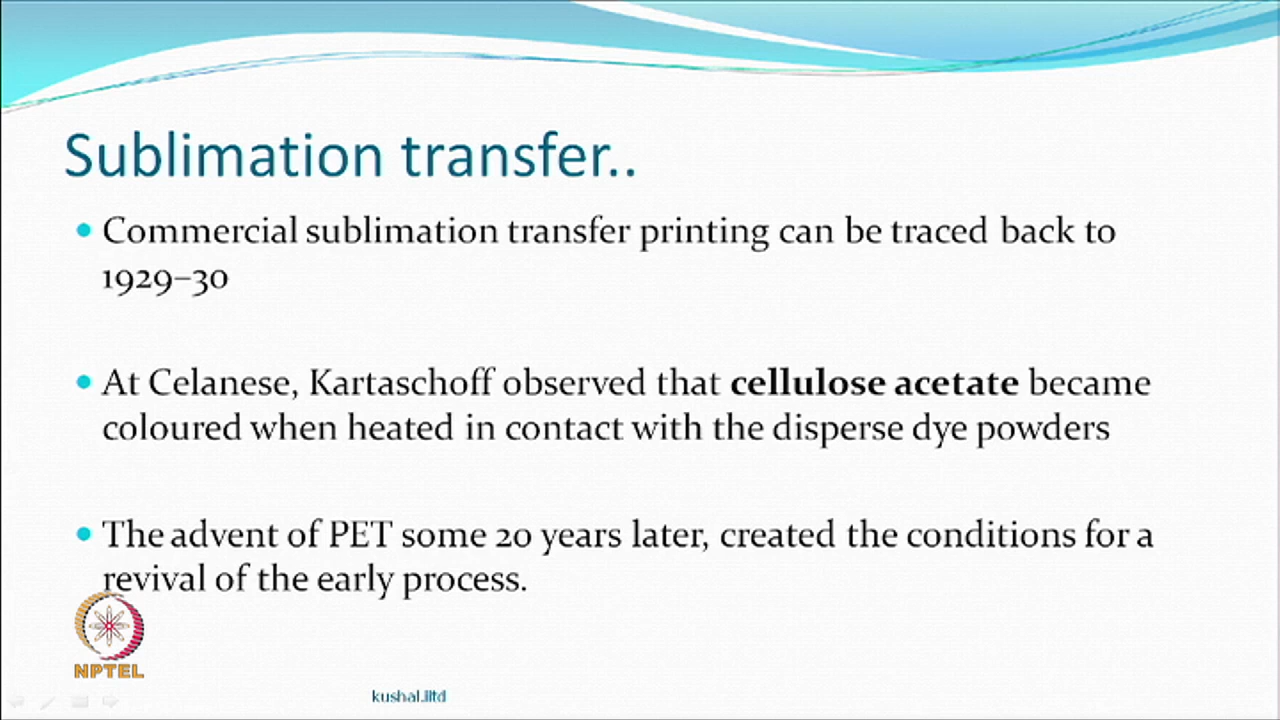 Sublimation transfer..
Commercial sublimation transfer printing can be traced back to
1929–30
At Celanese, Kartaschoff observed that cellulose acetate became
coloured when heated in contact with the disperse dye powders
The advent of PET some 20 years later, created the conditions for a
revival of the early process.
NPTEL
kushal.iitd